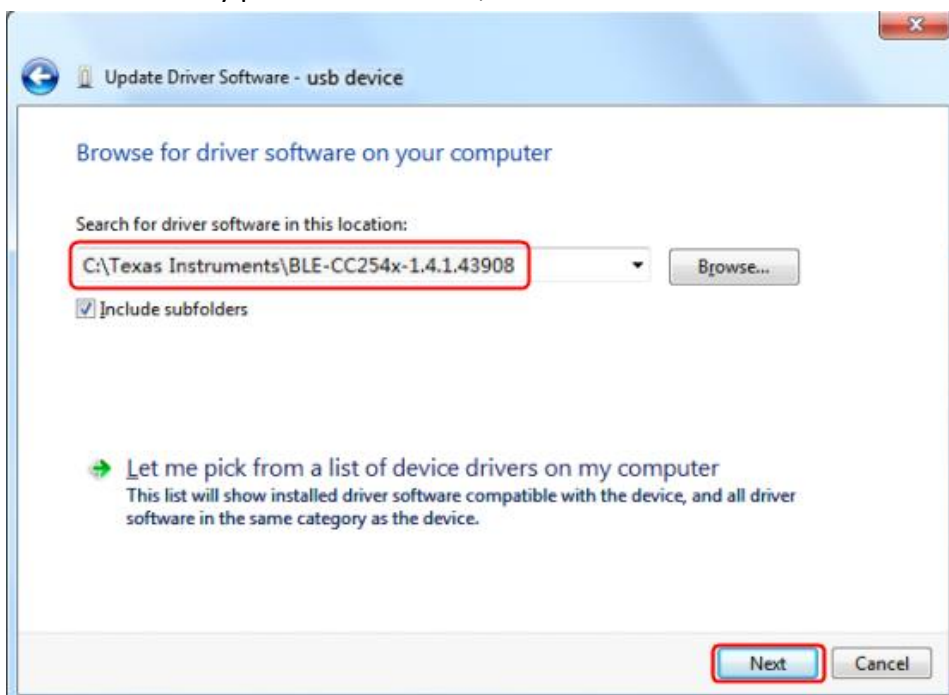 Update Driver Software - usb device
Browse for driver software on your computer
Search for driver software in this location:
C:\Texas Instruments\BLE-CC254x-1.4.1.43908
Browse...
Include subfolders
Let me pick from a list of device drivers on my computer
This list will show installed driver software compatible with the device, and all driver
software in the same category as the device.
Next
Cancel